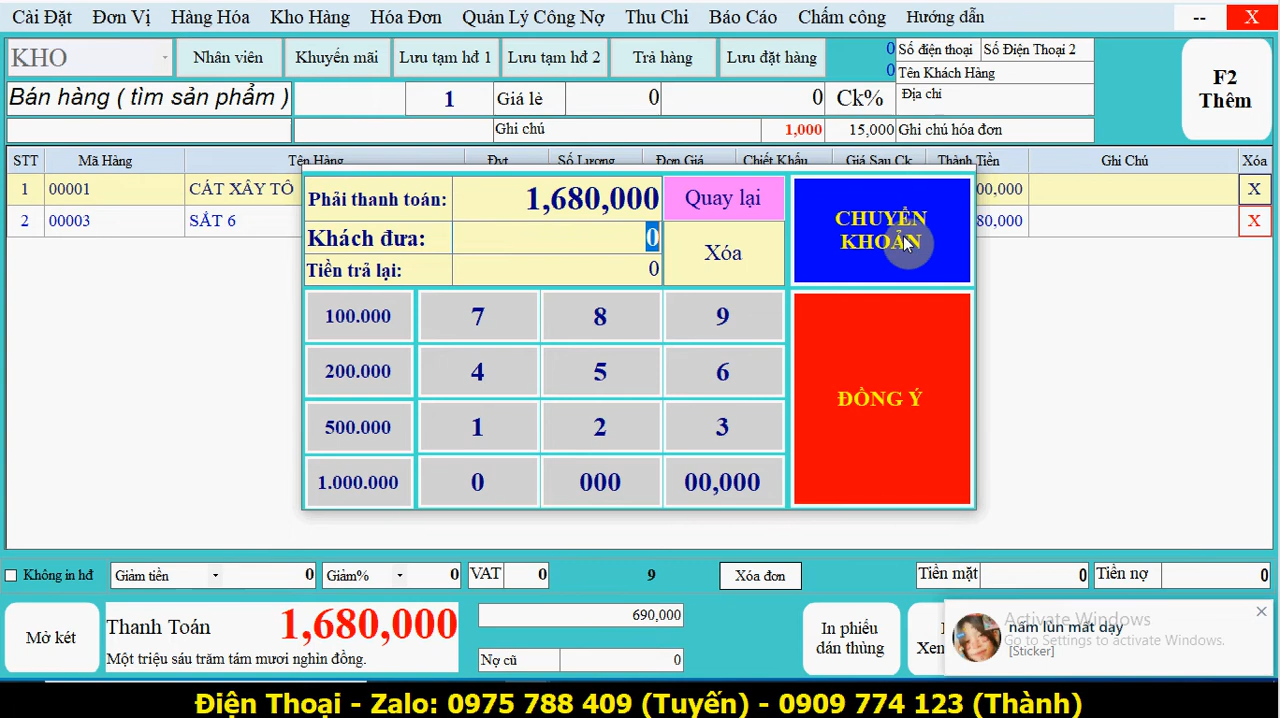 Cài Đặt Đơn Vị Hàng Hóa Kho Hàng Hóa Đơn Quản Lý Công Nợ Thu Chi Báo Cáo Chấm công Hướng dẫn -- X
KHO Nhân viên Khuyến mãi Lưu tạm hđ 1 Lưu tạm hđ 2 Trả hàng Lưu đặt hàng 0 Số điện thoại Số Điện Thoại 2
0 Tên Khách Hàng
F2
Thêm
Bán hàng ( tìm sản phẩm ) 1 Giá lẻ 0 0 Ck% Địa chỉ
Ghi chú 1,000 15,000 Ghi chú hóa đơn
STT Mã Hàng Tên Hàng Đvt Số Lượng Đơn Giá Chiết Khấu Giá Sau Ck Thành Tiền Ghi Chú Xóa
1 00001 CÁT XÂY TÔ 00,000 X
2 00003 SẮT 6 80,000 X
Phải thanh toán: 1,680,000 Quay lại
CHUYỂN
KHOẢN
Khách đưa: 0 Xóa
Tiền trả lại: 0
100.000 7 8 9
200.000 4 5 6
ĐỒNG Ý
500.000 1 2 3
1.000.000 0 000 00,000
Không in hđ Giảm tiền 0 Giảm% 0 VAT 0 9 Xóa đơn Tiền mặt 0 Tiền nợ 0
Mở két Thanh Toán 1,680,000 690,000
Một triệu sáu trăm tám mươi nghìn đồng. Nợ cũ 0
In phiếu
dán thùng
Xen
Activate Windows
nấm lùn mất dạy
Go to Settings to activate Windows.
[Sticker]
Điện Thoại - Zalo: 0975 788 409 (Tuyến) - 0909 774 123 (Thành)